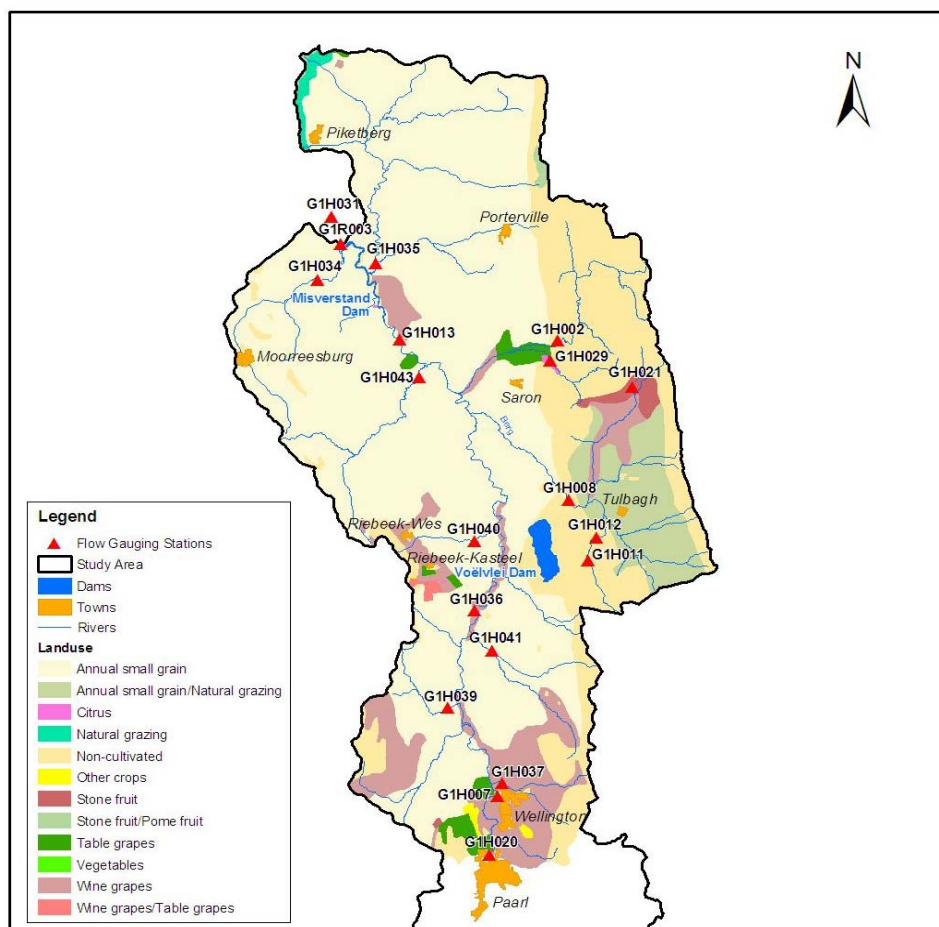 N
Piketberg
G1H031
G1R003
Porterville
G1H035
G1H034
Misverstand
Dam
G1H013
G1H002
Moorreesburg
G1H029
G1H043
G1H021
Saron
Berg
G1H008
Tulbagh
Riebeek-Wes
G1H040
G1H012
Riebeek-Kasteel
G1H011
Voëlvlei Dam
G1H036
G1H041
G1H039
G1H037
G1H007
Wellington
G1H020
Paarl
Legend
Flow Gauging Stations
Study Area
Dams
Towns
Rivers
Landuse
Annual small grain
Annual small grain/Natural grazing
Citrus
Natural grazing
Non-cultivated
Other crops
Stone fruit
Stone fruit/Pome fruit
Table grapes
Vegetables
Wine grapes
Wine grapes/Table grapes